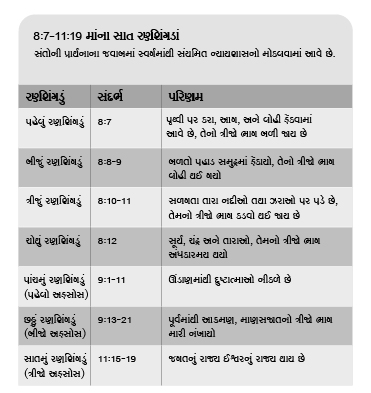 8:7-11:19 માંના સાત રણશિંગડાં
સંતોની પ્રાર્થનાના જવાબમાં સ્વર્ગમાંથી સંયમિત ન્યાયશાસનો મોકલવામાં આવે છે.
રણશિંગડું સંદર્ભ પરિણામ
પહેલું રણશિંગડું 8:7 પૃથ્વી પર કરા, આગ, અને લોહી ફેંકવામાં
આવે છે, તેનો ત્રીજો ભાગ બળી જાય છે
બીજું રણશિંગડું 8:8-9 બળતો પહાડ સમુદ્રમાં ફેંકાયો, તેનો ત્રીજો ભાગ
લોહી થઈ ગયો
ત્રીજું રણશિંગડું 8:10-11 સળગતા તારા નદીઓ તથા ઝરાઓ પર પડે છે,
તેમનો ત્રીજો ભાગ કડવો થઈ જાય છે
ચોથું રણશિંગડું 8:12 સૂર્ય, ચંદ્ર અને તારાઓ, તેમનો ત્રીજો ભાગ
અંધકારમય થયો
પાંચમું રણશિંગડું 9:1-11 ઊંડાણમાંથી દુષ્ટાત્માઓ નીકળે છે
(પહેલો અફસોસ)
છઠ્ઠું રણશિંગડું 9:13-21 પૂર્વમાંથી આક્રમણ, માણસજાતનો ત્રીજો ભાગ
(બીજો અફસોસ) મારી નંખાયો
સાતમું રણશિંગડું 11:15-19 જગતનું રાજ્ય ઈશ્વરનું રાજ્ય થાય છે
(ત્રીજો અફસોસ)